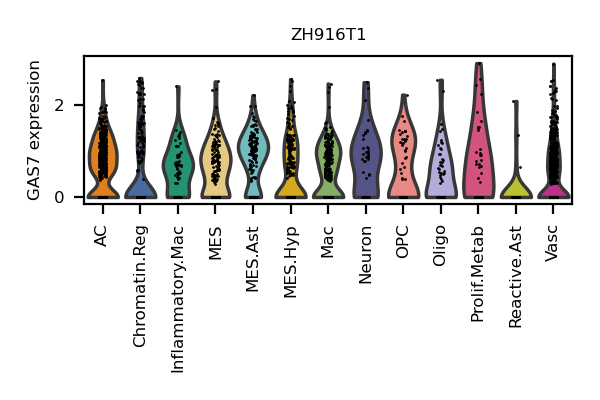 ZH916T1
GAS7 expression
2
0
AC
Chromatin.Reg
Inflammatory.Mac
MES
MES.Ast
MES.Hyp
Mac
Neuron
OPC
Oligo
Prolif.Metab
Reactive.Ast
Vasc